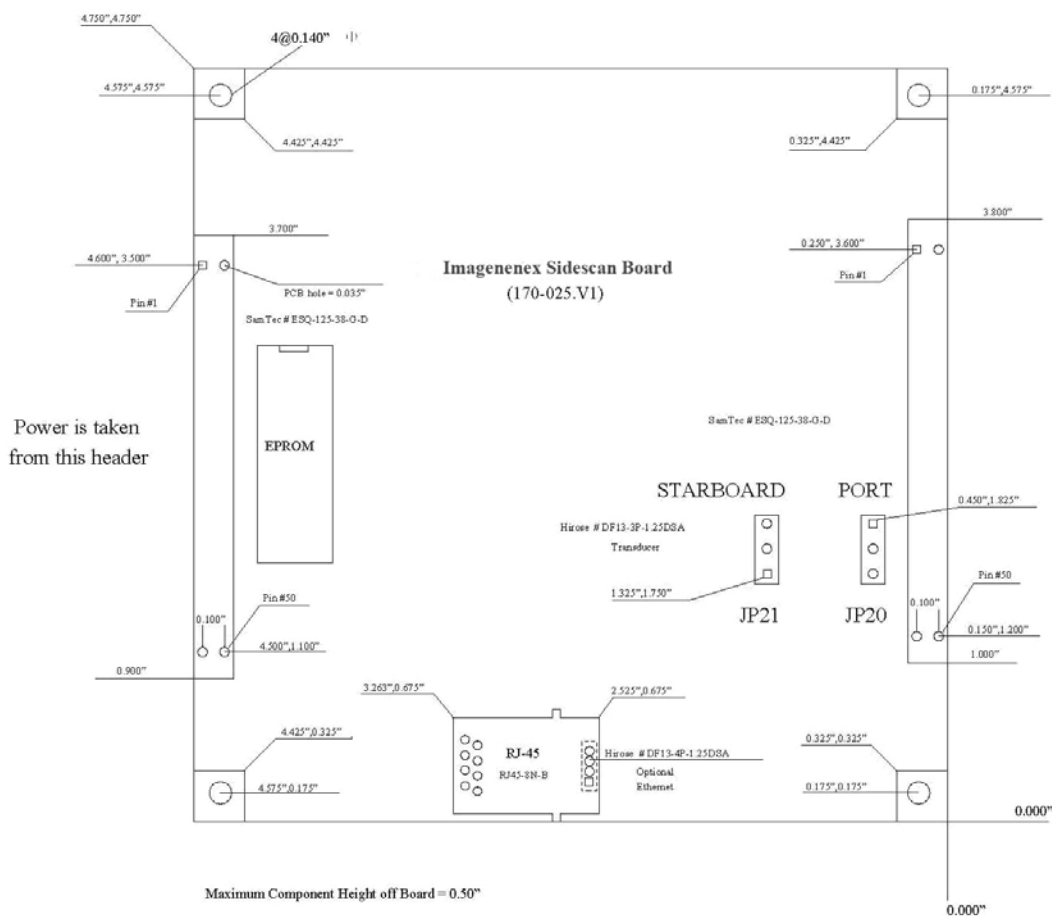 4.750”,4.750”
4@0.140”
4.575”,4.575”
0.175”,4.575”
4.425”,4.425”
0.325”,4.425”
3.700”
3.800”
4.600”, 3.500”
0.250”, 3.600”
Imagenenex Sidescan Board
(170-025.V1)
Pin #1
Pin #1
PCB hole = 0.035”
SamTec # ESQ-125-38-G-D
Power is taken
from this header
EPROM
SamTec # ESQ-125-38-G-D
STARBOARD
PORT
0.450”,1.825”
Hirose # DF13-3P-1.25DSA
Transducer
1.325”,1.750”
Pin #50
Pin #50
0.100”
0.100”
JP21
JP20
4.500”,1.100”
0.150”,1.200”
0.900”
1.000”
3.263”,0.675”
2.525”,0.675”
4.425”,0.325”
0.325”,0.325”
RJ-45
RJ45-8N-B
Hirose # DF13-4P-1.25DSA
Optional
Ethernet
4.575”,0.175”
0.175”,0.175”
0.000”
Maximum Component Height off Board = 0.50”
0.000”